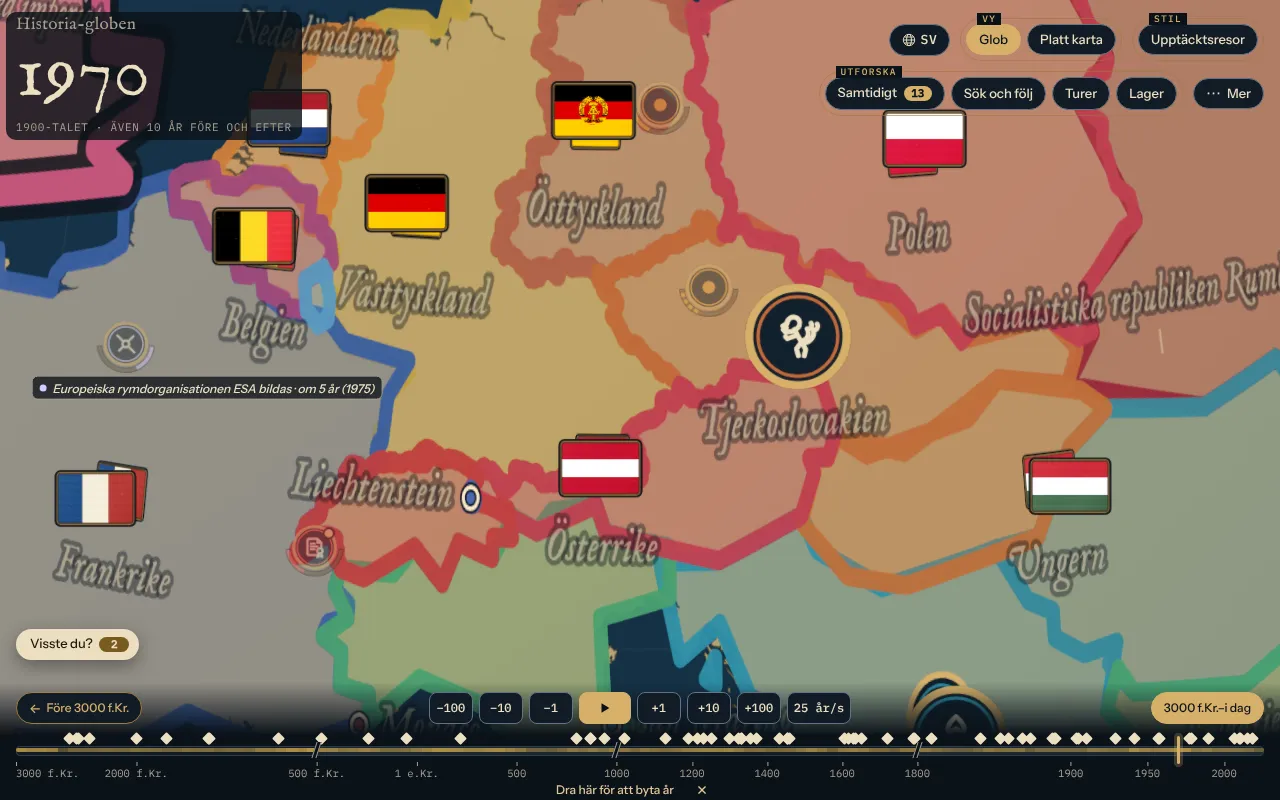 Historia-globen
1970
1900-TALET · ÄVEN 10 ÅR FÖRE OCH EFTER
VY
STIL
SV
Glob
Platt karta
Upptäcktsresor
UTFORSKA
Samtidigt 13
Sök och följ
Turer
Lager
··· Mer
Nederländerna
Östtyskland
Polen
Västtyskland
Belgien
Socialistiska republiken Rum
Europeiska rymdorganisationen ESA bildas · om 5 år (1975)
Tjeckoslovakien
Liechtenstein
Österrike
Ungern
Frankrike
Visste du? 2
← Före 3000 f.Kr.
−100
−10
−1
+1
+10
+100
25 år/s
3000 f.Kr.–i dag
3000 f.Kr.
2000 f.Kr.
500 f.Kr.
1 e.Kr.
500
1000
1200
1400
1600
1800
1900
1950
2000
Dra här för att byta år ×